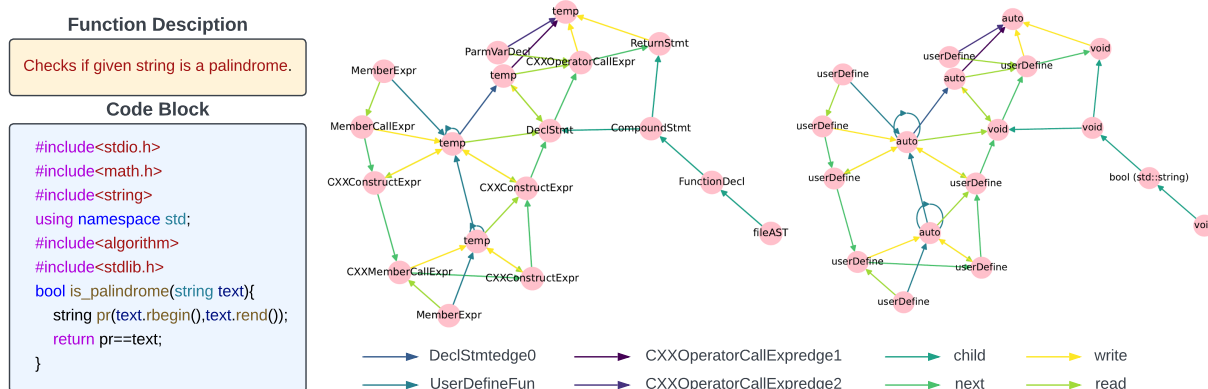 Function Desciption
Checks if given string is a palindrome.
Code Block
#include<stdio.h>
#include<math.h>
#include<string>
using namespace std;
#include<algorithm>
#include<stdlib.h>
bool is_palindrome(string text){
string pr(text.rbegin(),text.rend());
return pr==text;
}
temp
ParmVarDecl
ReturnStmt
CXXOperatorCallExpr
temp
MemberExpr
MemberCallExpr
temp
DeclStmt
CompoundStmt
CXXConstructExpr
CXXConstructExpr
FunctionDecl
fileAST
temp
CXXMemberCallExpr
CXXConstructExpr
MemberExpr
auto
userDefine
void
userDefine
auto
userDefine
userDefine
auto
void
void
userDefine
userDefine
bool (std::string)
voi
auto
userDefine
userDefine
userDefine
DeclStmtedge0
CXXOperatorCallExpredge1
child
write
UserDefineFun
CXXOperatorCallExpredge2
next
read